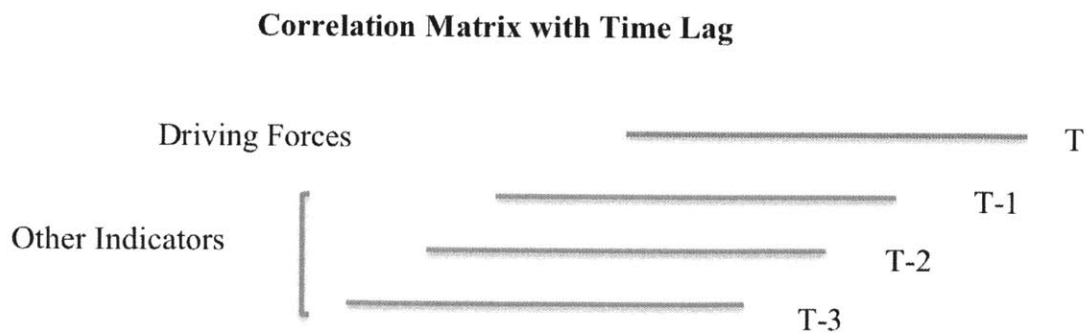 Correlation Matrix with Time Lag
Driving Forces
T
T-1
Other Indicators
T-2
T-3